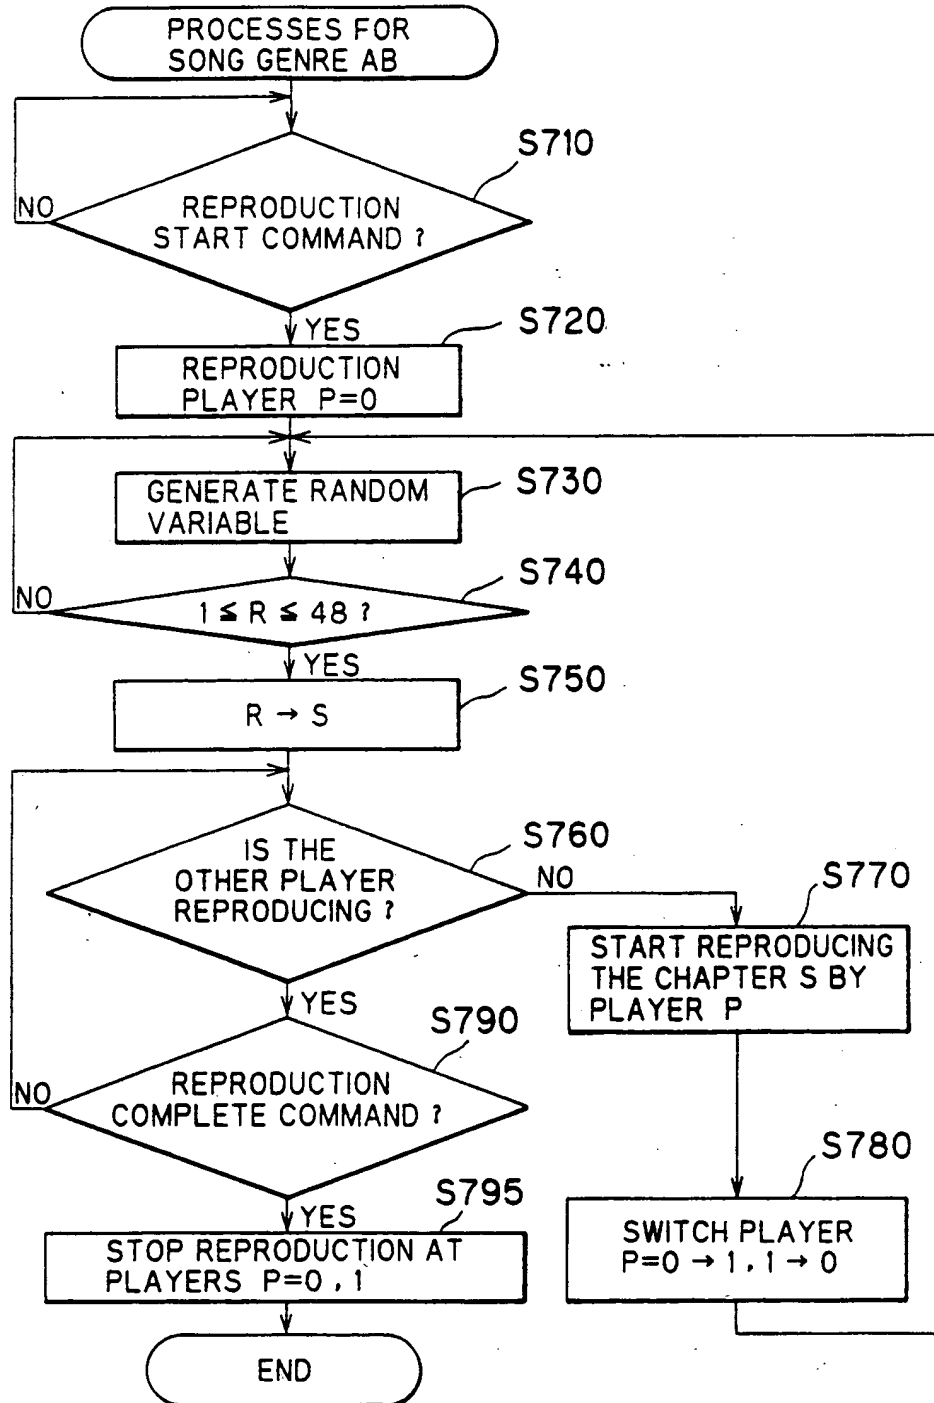 PROCESSES FOR
SONG GENRE AB
S710
NO
REPRODUCTION
START COMMAND ?
YES
S720
REPRODUCTION
PLAYER P=0
S730
GENERATE RANDOM
VARIABLE
S740
NO
1 ≦ R ≦ 48 ?
YES
S750
R → S
S760
IS THE
OTHER PLAYER
REPRODUCING ?
NO
S770
START REPRODUCING
THE CHAPTER S BY
PLAYER P
YES
S790
NO
REPRODUCTION
COMPLETE COMMAND ?
S780
SWITCH PLAYER
P=0 → 1, 1 → 0
YES
S795
STOP REPRODUCTION AT
PLAYERS P=0, 1
END